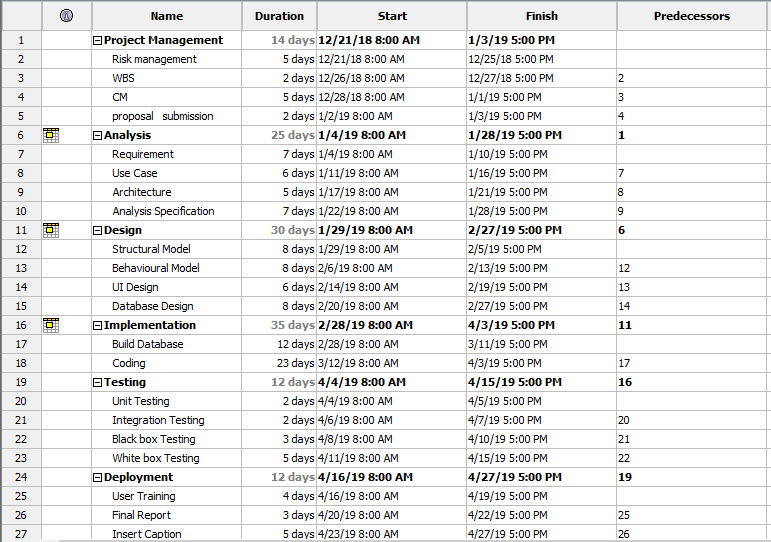 Name Duration Start Finish Predecessors
1 Project Management 14 days 12/21/18 8:00 AM 1/3/19 5:00 PM
2 Risk management 5 days 12/21/18 8:00 AM 12/25/18 5:00 PM
3 WBS 2 days 12/26/18 8:00 AM 12/27/18 5:00 PM 2
4 CM 5 days 12/28/18 8:00 AM 1/1/19 5:00 PM 3
5 proposal submission 2 days 1/2/19 8:00 AM 1/3/19 5:00 PM 4
6 Analysis 25 days 1/4/19 8:00 AM 1/28/19 5:00 PM 1
7 Requirement 7 days 1/4/19 8:00 AM 1/10/19 5:00 PM
8 Use Case 6 days 1/11/19 8:00 AM 1/16/19 5:00 PM 7
9 Architecture 5 days 1/17/19 8:00 AM 1/21/19 5:00 PM 8
10 Analysis Specification 7 days 1/22/19 8:00 AM 1/28/19 5:00 PM 9
11 Design 30 days 1/29/19 8:00 AM 2/27/19 5:00 PM 6
12 Structural Model 8 days 1/29/19 8:00 AM 2/5/19 5:00 PM
13 Behavioural Model 8 days 2/6/19 8:00 AM 2/13/19 5:00 PM 12
14 UI Design 6 days 2/14/19 8:00 AM 2/19/19 5:00 PM 13
15 Database Design 8 days 2/20/19 8:00 AM 2/27/19 5:00 PM 14
16 Implementation 35 days 2/28/19 8:00 AM 4/3/19 5:00 PM 11
17 Build Database 12 days 2/28/19 8:00 AM 3/11/19 5:00 PM
18 Coding 23 days 3/12/19 8:00 AM 4/3/19 5:00 PM 17
19 Testing 12 days 4/4/19 8:00 AM 4/15/19 5:00 PM 16
20 Unit Testing 2 days 4/4/19 8:00 AM 4/5/19 5:00 PM
21 Integration Testing 2 days 4/6/19 8:00 AM 4/7/19 5:00 PM 20
22 Black box Testing 3 days 4/8/19 8:00 AM 4/10/19 5:00 PM 21
23 White box Testing 5 days 4/11/19 8:00 AM 4/15/19 5:00 PM 22
24 Deployment 12 days 4/16/19 8:00 AM 4/27/19 5:00 PM 19
25 User Training 4 days 4/16/19 8:00 AM 4/19/19 5:00 PM
26 Final Report 3 days 4/20/19 8:00 AM 4/22/19 5:00 PM 25
27 Insert Caption 5 days 4/23/19 8:00 AM 4/27/19 5:00 PM 26